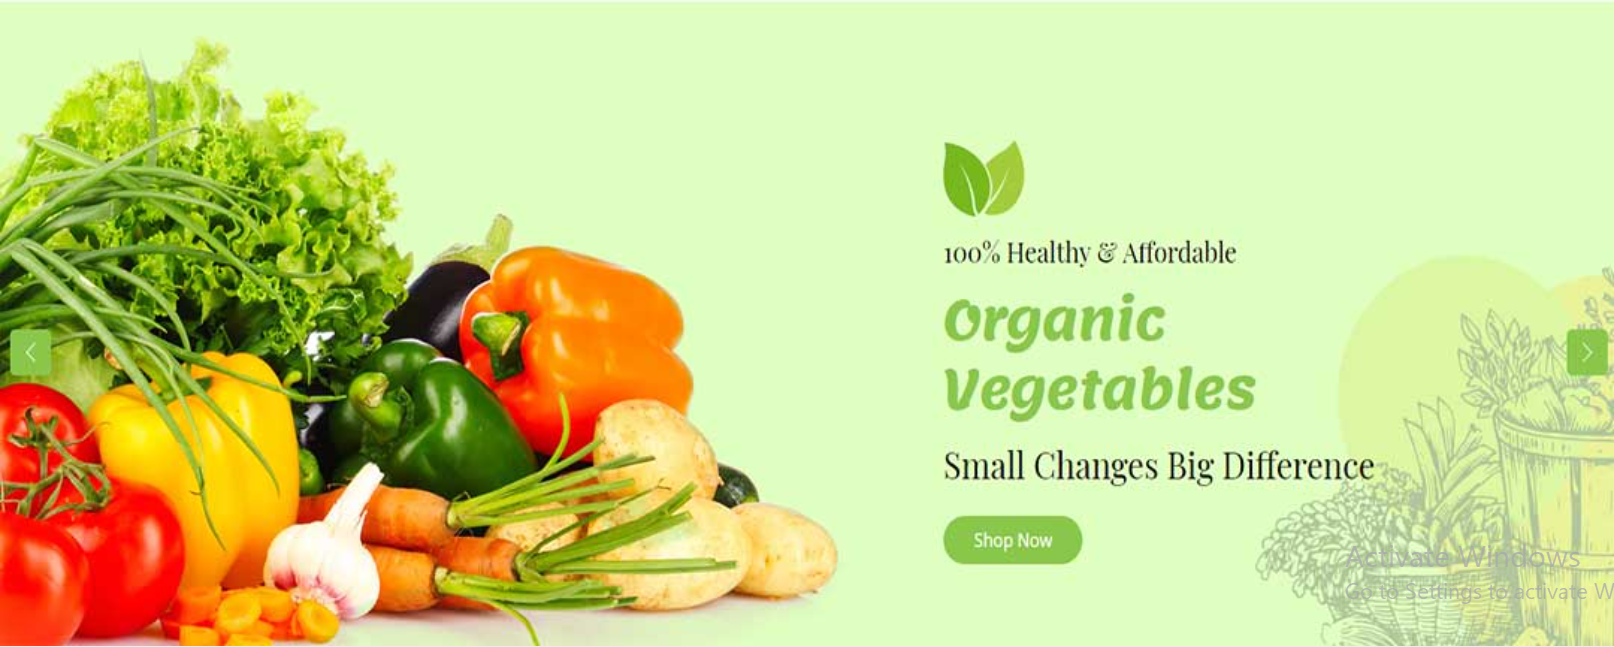 100% Healthy & Affordable
Organic
Vegetables
Small Changes Big Difference
Shop Now
Activate Windows
Go to Settings to activate W